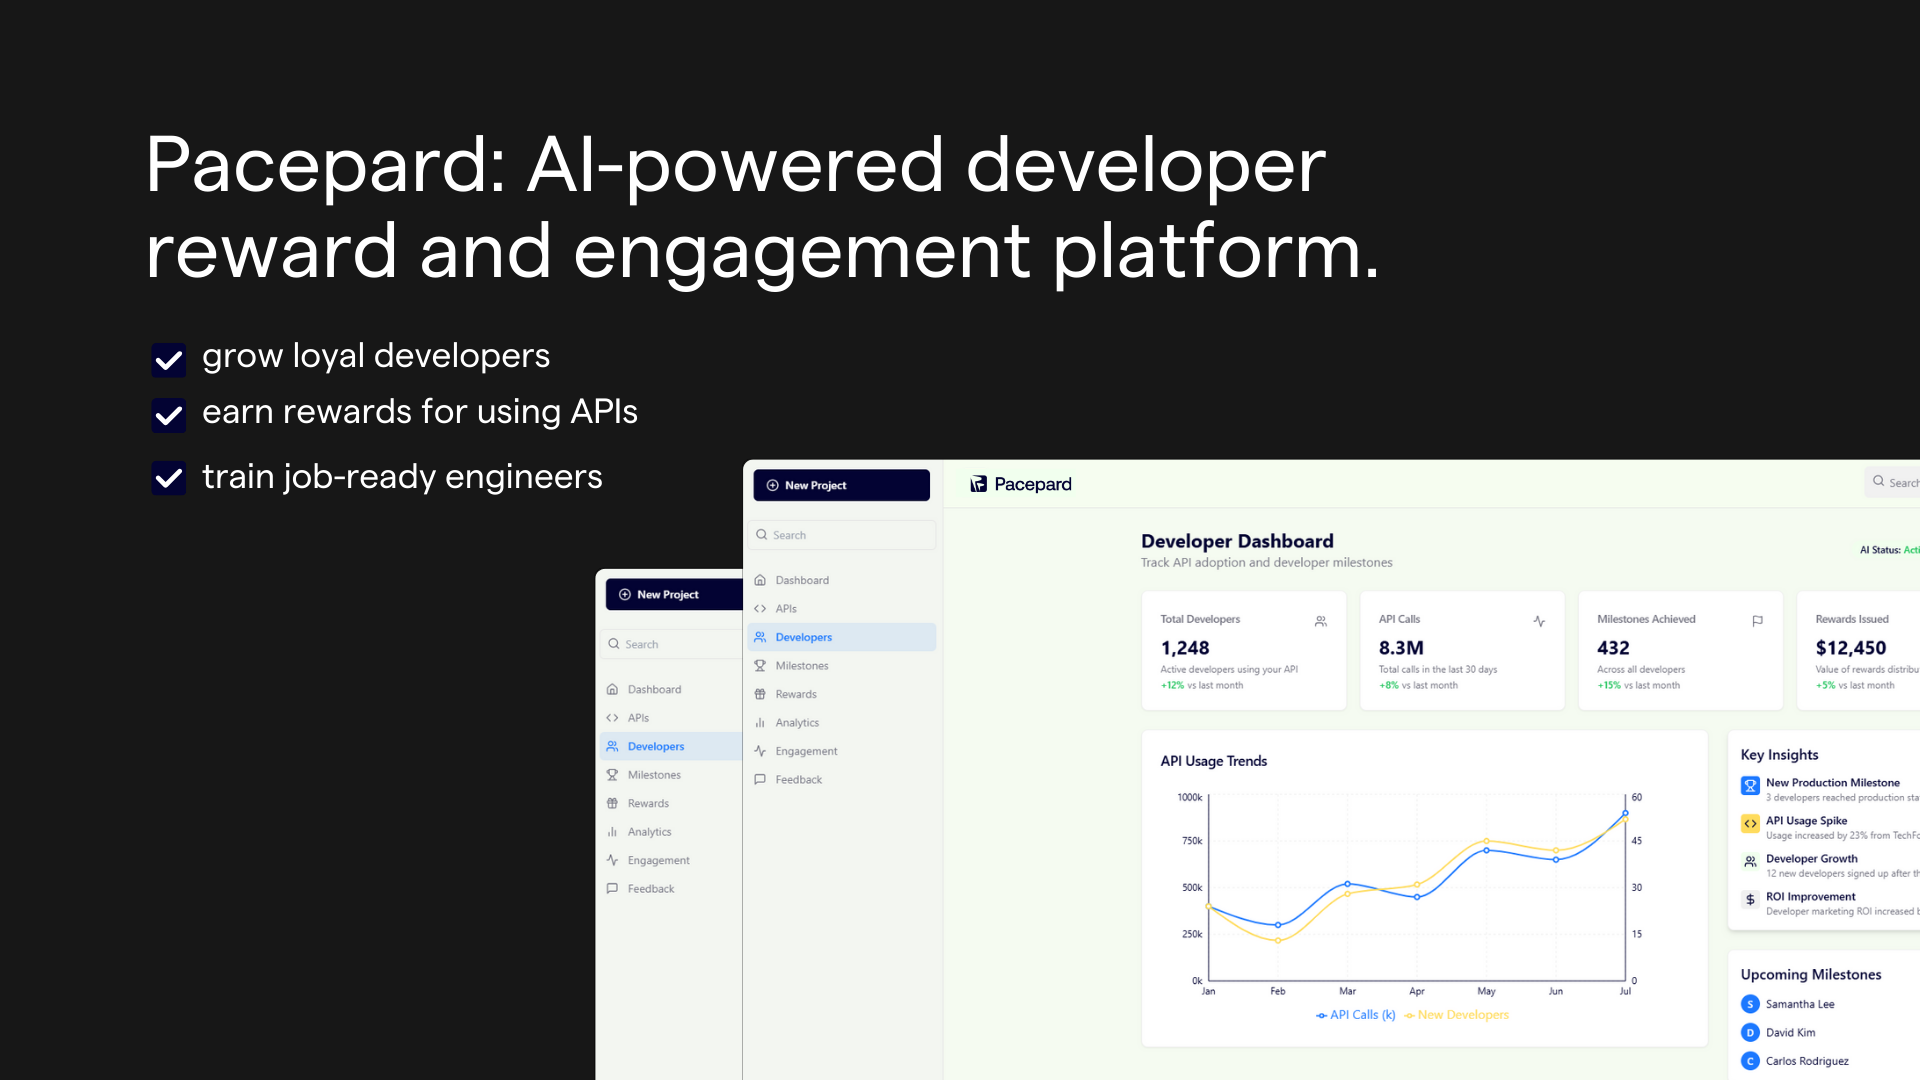 Pacepard: AI-powered developer
reward and engagement platform.
grow loyal developers
earn rewards for using APIs
train job-ready engineers
New Project
Search
Dashboard
APIs
Developers
Milestones
Rewards
Analytics
Engagement
Feedback
New Project
Search
Dashboard
APIs
Developers
Milestones
Rewards
Analytics
Engagement
Feedback
Pacepard
Search
Developer Dashboard
Track API adoption and developer milestones
AI Status:
Total Developers
1,248
Active developers using your API
+12% vs last month
API Calls
8.3M
Total calls in the last 30 days
+8% vs last month
Milestones Achieved
432
Across all developers
+15% vs last month
Rewards Issued
$12,450
Value of rewards
+5% vs last month
API Usage Trends
1000k
750k
500k
250k
0k
60
45
30
15
0
Jan Feb Mar Apr May Jun Jul
API Calls (k) New Developers
Key Insights
New Production Milestone
3 developers reached production
API Usage Spike
Usage increased by 23% from
Developer Growth
12 new developers signed up after
ROI Improvement
Developer marketing ROI increased
Upcoming Milestones
S Samantha Lee
D David Kim
C Carlos Rodriguez